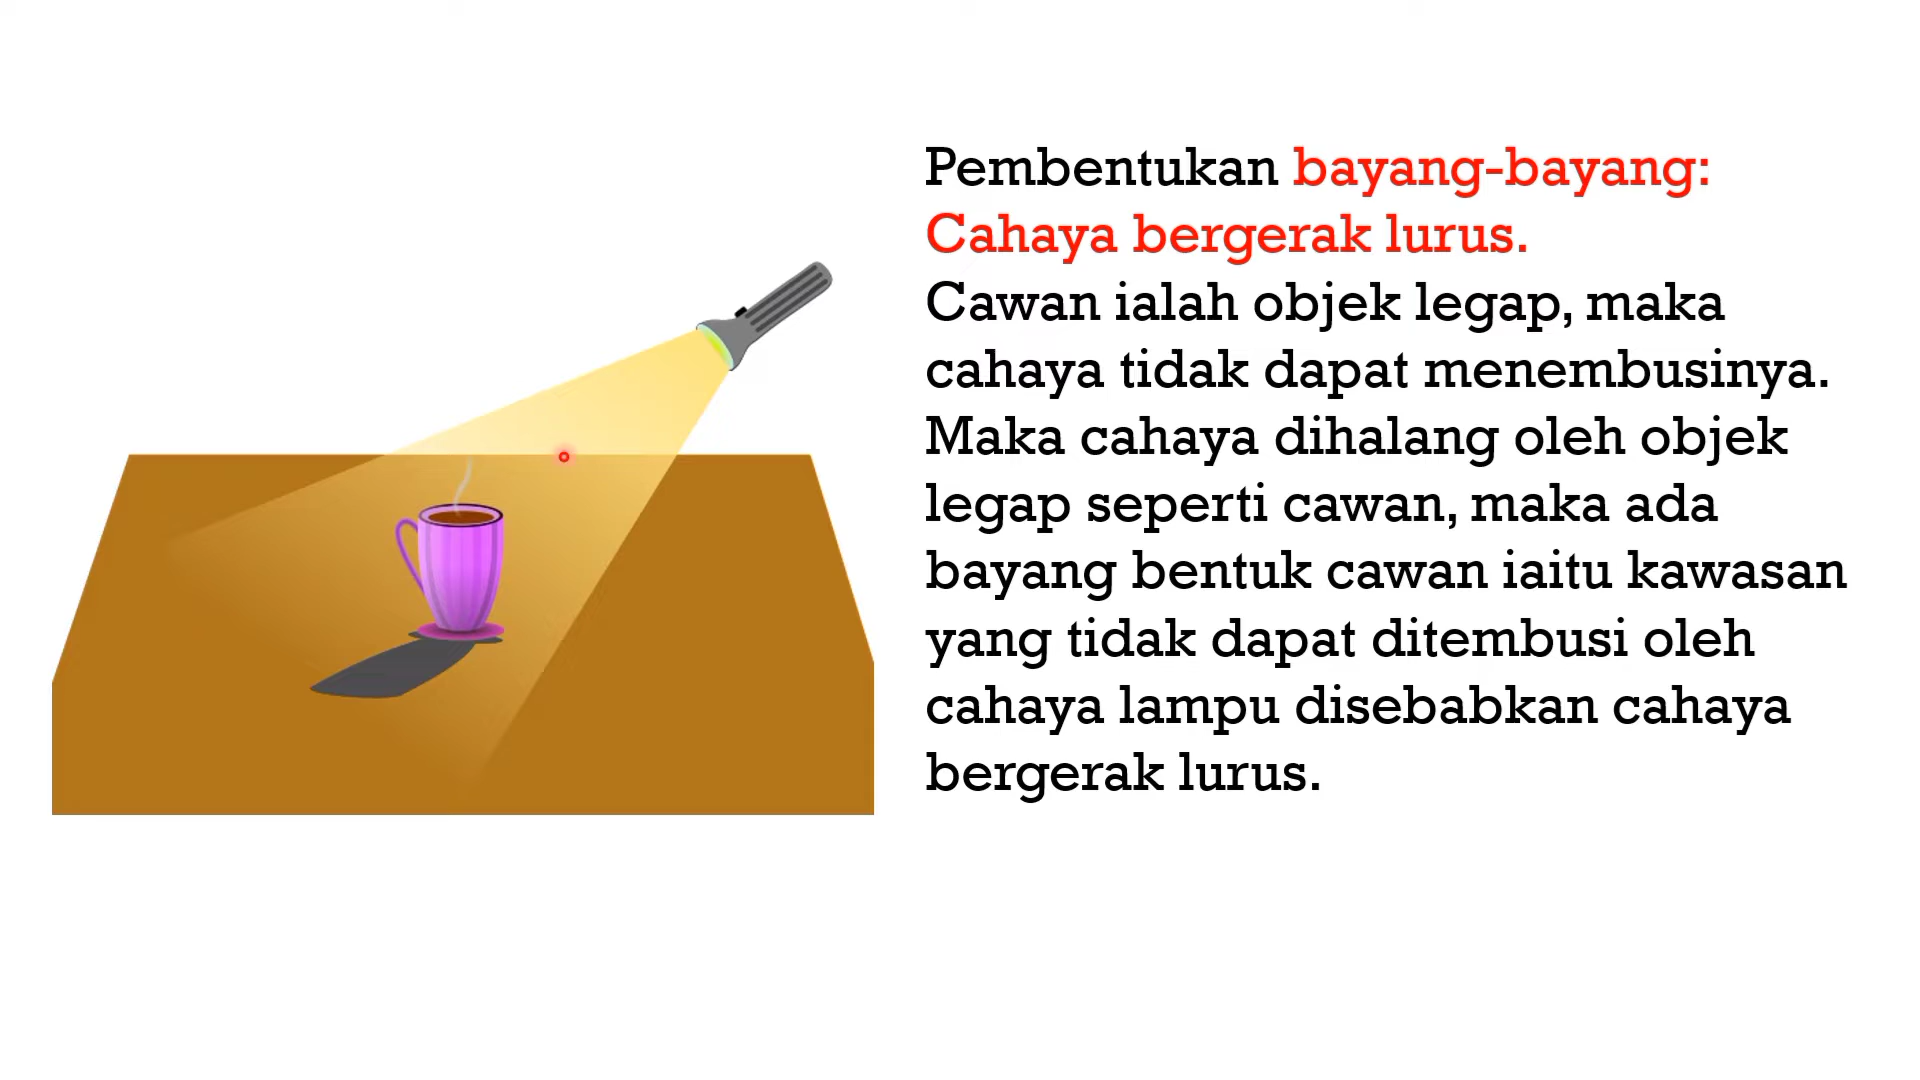 Pembentukan bayang-bayang:
Cahaya bergerak lurus.
Cawan ialah objek legap, maka
cahaya tidak dapat menembusinya.
Maka cahaya dihalang oleh objek
legap seperti cawan, maka ada
bayang bentuk cawan iaitu kawasan
yang tidak dapat ditembusi oleh
cahaya lampu disebabkan cahaya
bergerak lurus.